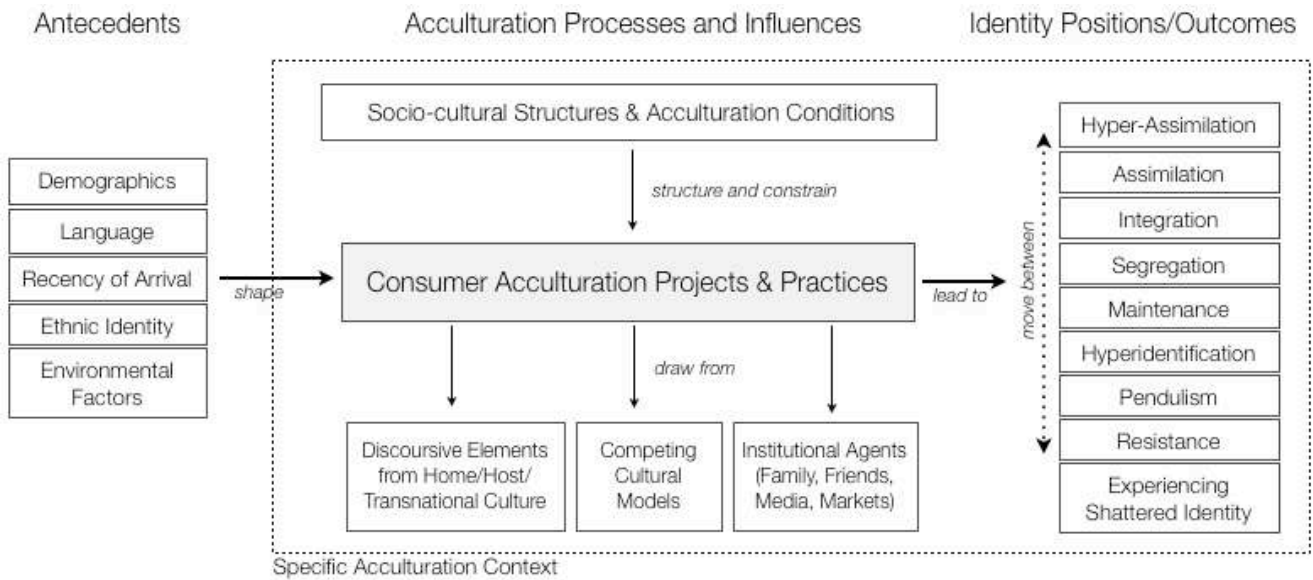 Antecedents
Acculturation Processes and Influences
Identity Positions/Outcomes
Socio-cultural Structures & Acculturation Conditions
structure and constrain
Demographics
Language
Recency of Arrival
Ethnic Identity
Environmental
Factors
shape
Consumer Acculturation Projects & Practices
lead to
draw from
Discoursive Elements
from Home/Host/
Transnational Culture
Competing
Cultural
Models
Institutional Agents
(Family, Friends,
Media, Markets)
move between
Hyper-Assimilation
Assimilation
Integration
Segregation
Maintenance
Hyperidentification
Pendulism
Resistance
Experiencing
Shattered Identity
Specific Acculturation Context